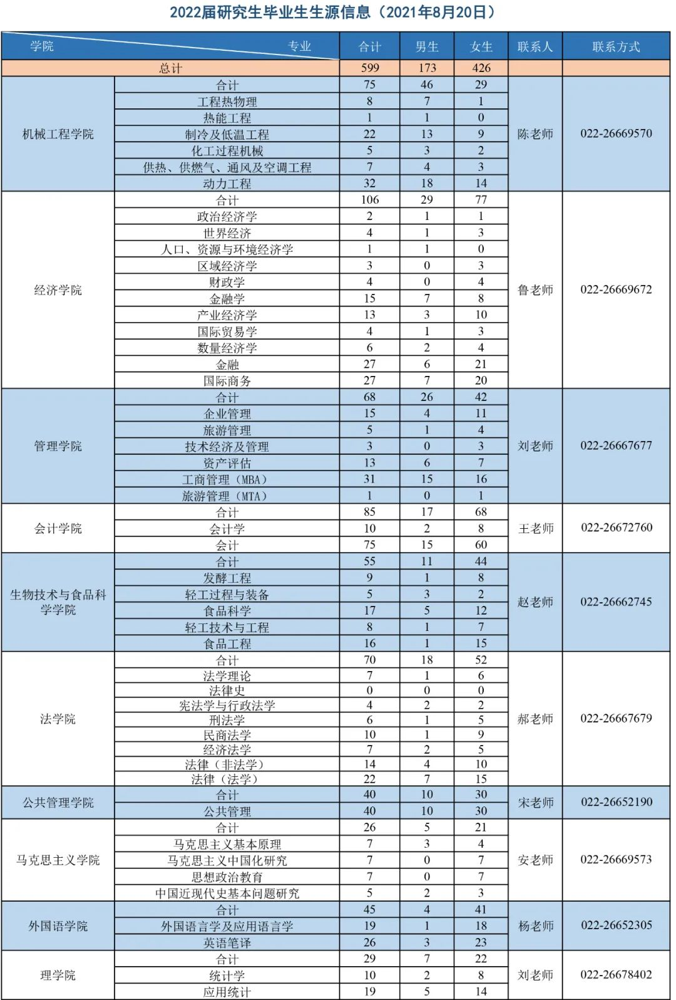 2022届研究生毕业生生源信息（2021年8月20日）
学院 专业 合计 男生 女生 联系人 联系方式
总计 599 173 426
机械工程学院 陈老师 022-26669570
合计 75 46 29
工程热物理 8 7 1
热能工程 1 1 0
制冷及低温工程 22 13 9
化工过程机械 5 3 2
供热、供燃气、通风及空调工程 7 4 3
动力工程 32 18 14
经济学院 鲁老师 022-26669672
合计 106 29 77
政治经济学 2 1 1
世界经济 4 1 3
人口、资源与环境经济学 1 1 0
区域经济学 3 0 3
财政学 4 0 4
金融学 15 7 8
产业经济学 13 3 10
国际贸易学 4 1 3
数量经济学 6 2 4
金融 27 6 21
国际商务 27 7 20
管理学院 刘老师 022-26667677
合计 68 26 42
企业管理 15 4 11
旅游管理 5 1 4
技术经济及管理 3 0 3
资产评估 13 6 7
工商管理（MBA） 31 15 16
旅游管理（MTA） 1 0 1
会计学院 王老师 022-26672760
合计 85 17 68
会计学 10 2 8
会计 75 15 60
生物技术与食品科
学学院 赵老师 022-26662745
合计 55 11 44
发酵工程 9 1 8
轻工过程与装备 5 3 2
食品科学 17 5 12
轻工技术与工程 8 1 7
食品工程 16 1 15
法学院 郝老师 022-26667679
合计 70 18 52
法学理论 7 1 6
法律史 0 0 0
宪法学与行政法学 4 2 2
刑法学 6 1 5
民商法学 10 1 9
经济法学 7 2 5
法律（非法学） 14 4 10
法律（法学） 22 7 15
公共管理学院 宋老师 022-26652190
合计 40 10 30
公共管理 40 10 30
马克思主义学院 安老师 022-26669573
合计 26 5 21
马克思主义基本原理 7 3 4
马克思主义中国化研究 7 0 7
思想政治教育 7 0 7
中国近现代史基本问题研究 5 2 3
外国语学院 杨老师 022-26652305
合计 45 4 41
外国语言学及应用语言学 19 1 18
英语笔译 26 3 23
理学院 刘老师 022-26678402
合计 29 7 22
统计学 10 2 8
应用统计 19 5 14